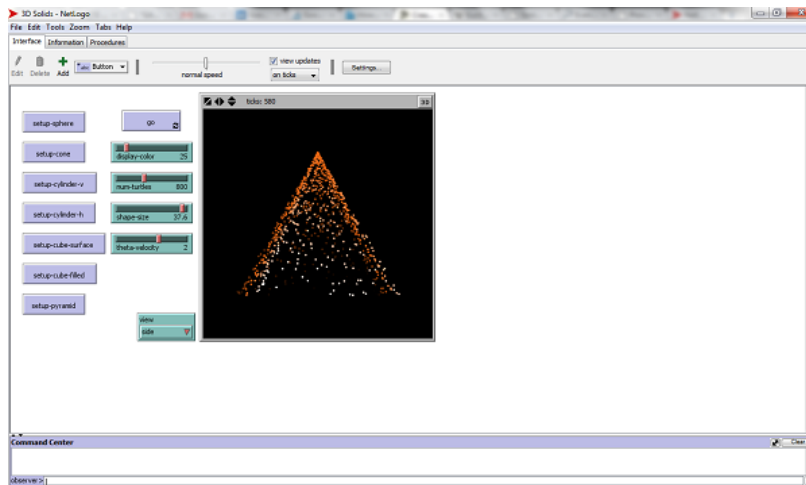 3D Solids - NetLogo
File Edit Tools Zoom Tabs Help
Interface Information Procedures
Edit Delete Add Button normal speed view updates on ticks Settings...
ticks: 580 3D
setup-sphere go
setup-cone display-color 25
setup-cylinder-v num-turtles 800
setup-cylinder-h shape-size 37.6
setup-cube-surface theta-velocity 2
setup-cube-filled
setup-pyramid
view
side
Command Center Clear
observer>